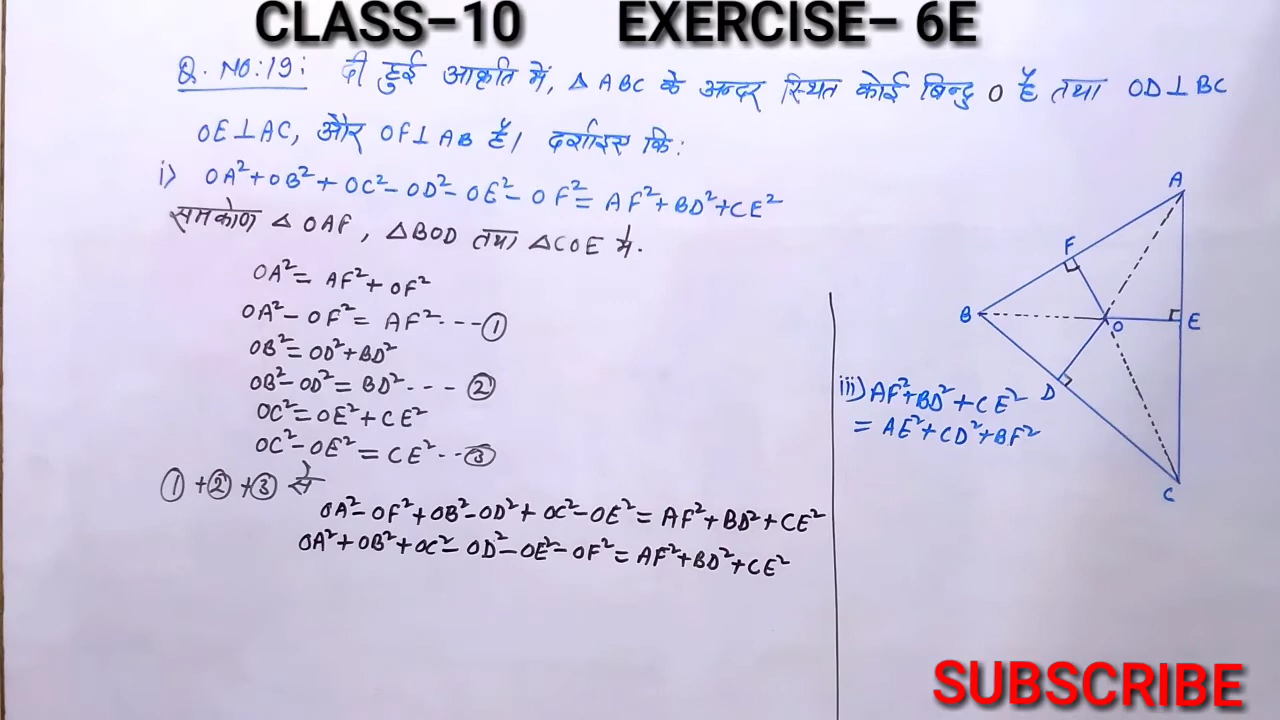 CLASS–10 EXERCISE– 6E
Q. No:19: दी हुई आकृति में, △ ABC के अन्दर स्थित कोई बिन्दु O है तथा OD⊥BC
OE⊥AC, और OF⊥AB है। दर्शाइए कि:
i) OA²+OB²+OC²–OD²–OE²–OF²= AF²+BD²+CE²
समकोण △ OAF, △BOD तथा △COE में.
OA²= AF²+OF²
OA²–OF²= AF²---①
OB²=OD²+BD²
OB²–OD²=BD²--- ②
OC²=OE²+CE²
OC²–OE²=CE²--③
①+②+③ से
OA²–OF²+OB²–OD²+OC²–OE²=AF²+BD²+CE²
OA²+OB²+OC²–OD²–OE²–OF²=AF²+BD²+CE²
A
F
B
O
E
D
C
iii) AF²+BD²+CE²
= AE²+CD²+BF²
SUBSCRIBE